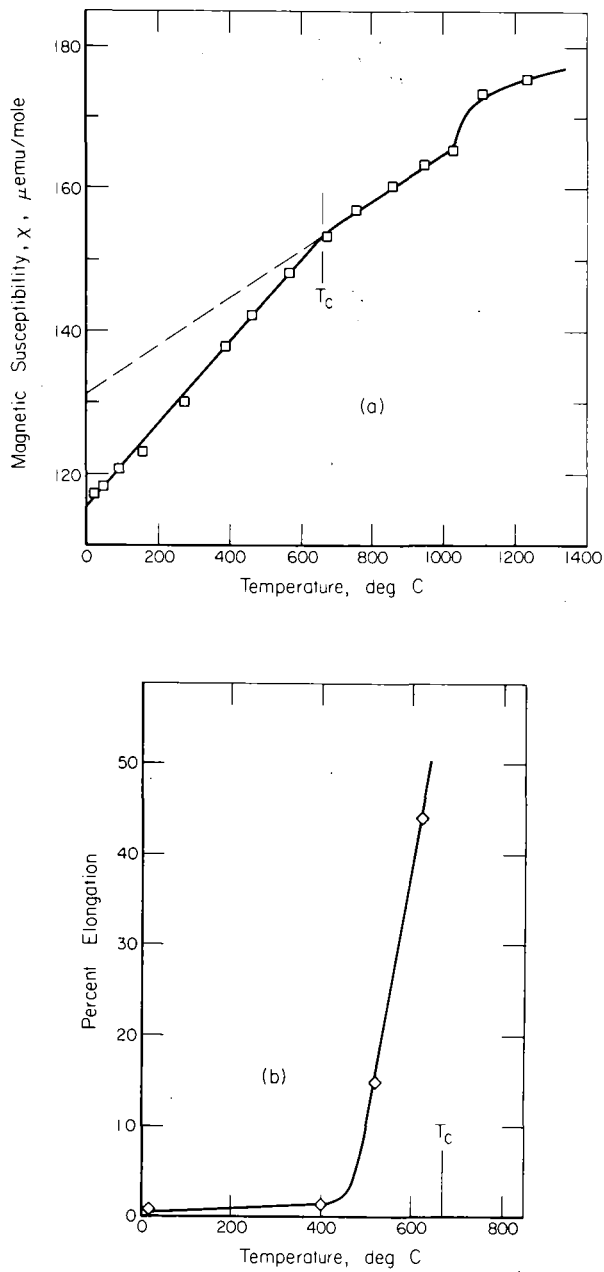 180
160
140
120
Magnetic Susceptibility, χ, μemu/mole
T_c
(a)
0 200 400 600 800 1000 1200 1400
Temperature, deg C
50
40
30
20
10
0
Percent Elongation
(b)
T_c
0 200 400 600 800
Temperature, deg C